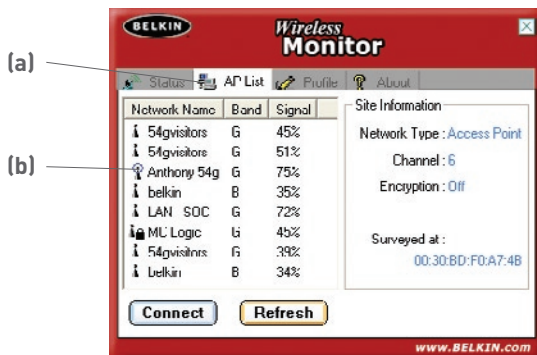 BELKIN
Wireless
Monitor
(a)
Status AP List Profile About
Network Name Band Signal
54gvisitors G 45%
54gvisitors G 51%
(b)
Anthony 54g G 75%
belkin B 35%
LAN SOC G 72%
MC Logic G 45%
54gvisitors G 39%
belkin B 34%
Site Information
Network Type : Access Point
Channel : 6
Encryption : Off
Surveyed at :
00:30:BD:F0:A7:4B
Connect Refresh
www.BELKIN.com